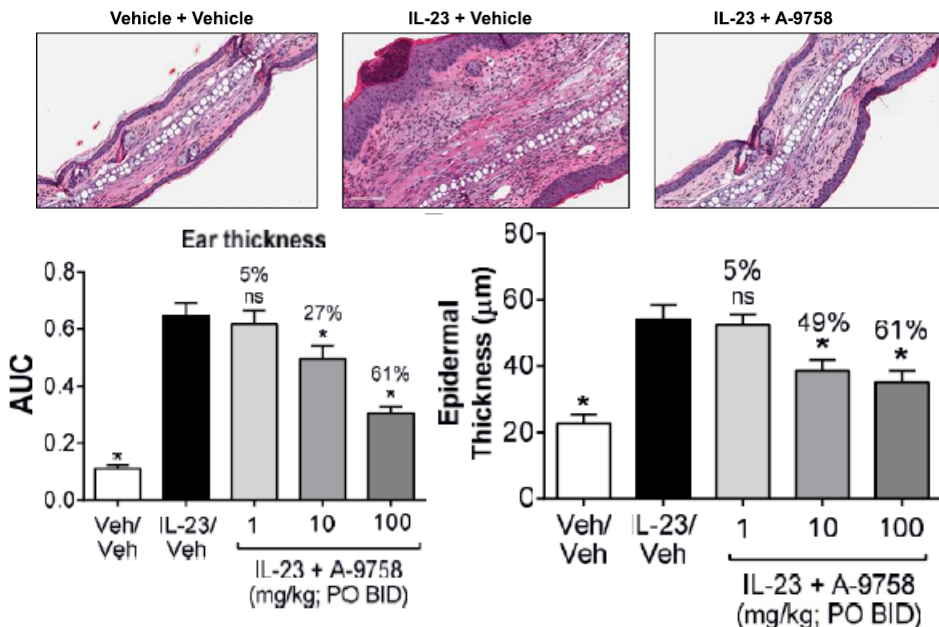 Vehicle + Vehicle
IL-23 + Vehicle
IL-23 + A-9758
Ear thickness
AUC
0.8
0.6
0.4
0.2
0.0
*
5%
ns
27%
*
61%
*
Veh/
Veh
IL-23/
Veh
1
10
100
IL-23 + A-9758
(mg/kg; PO BID)
Epidermal
Thickness (μm)
80
60
40
20
0
*
5%
ns
49%
*
61%
*
Veh/
Veh
IL-23/
Veh
1
10
100
IL-23 + A-9758
(mg/kg; PO BID)